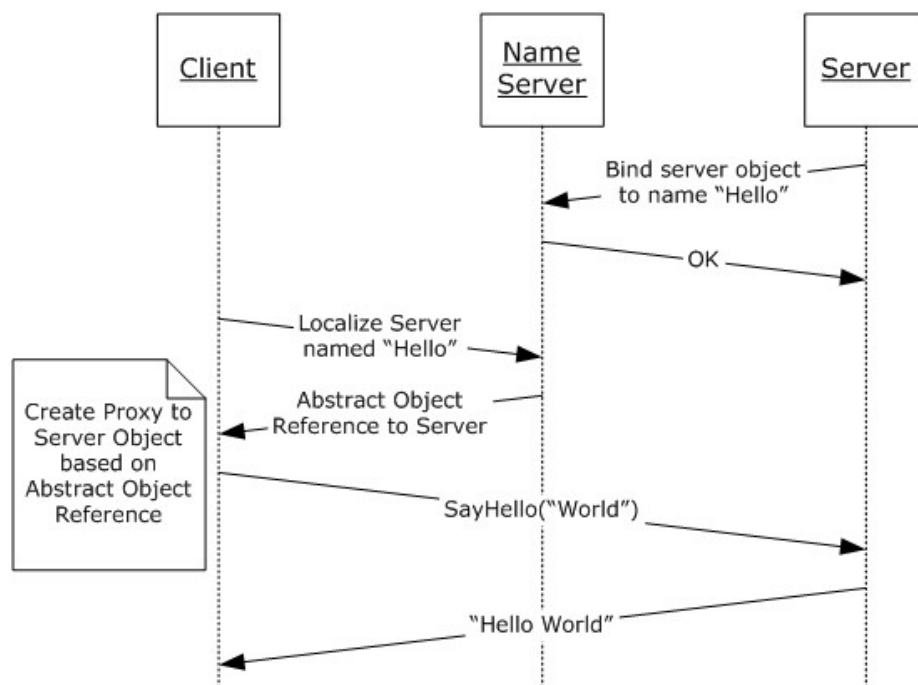 Client
Name
Server
Server
Bind server object
to name “Hello”
OK
Localize Server
named “Hello”
Abstract Object
Reference to Server
Create Proxy to
Server Object
based on
Abstract Object
Reference
SayHello(“World”)
“Hello World”